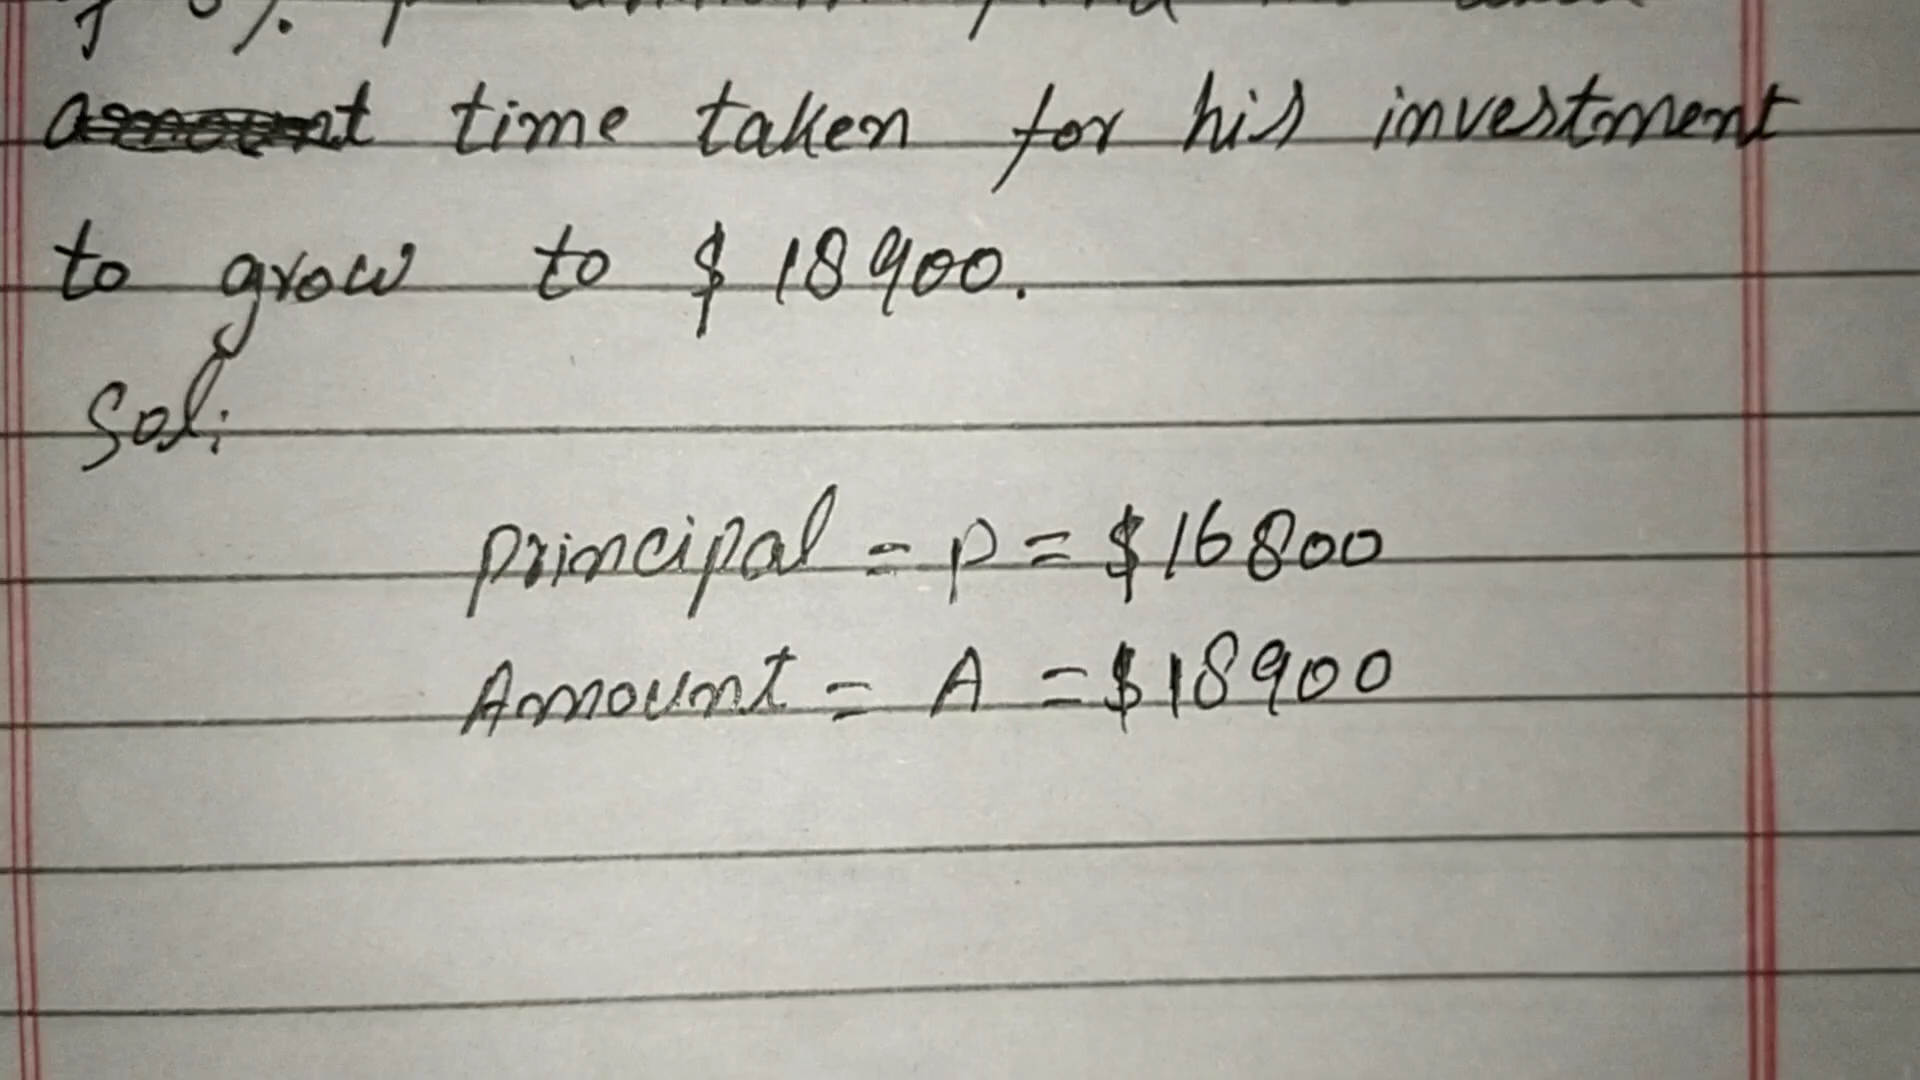 time taken for his investment
to grow to $ 18900.
Sol:
principal = p = $16800
Amount = A = $18900